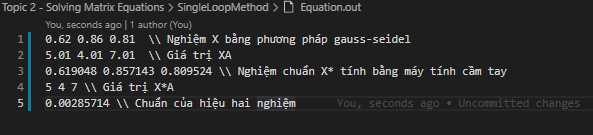 Topic 2 - Solving Matrix Equations > SingleLoopMethod > Equation.out
You, seconds ago | 1 author (You)
1 0.62 0.86 0.81 \\ Nghiệm X bằng phương pháp gauss-seidel
2 5.01 4.01 7.01 \\ Giá trị XA
3 0.619048 0.857143 0.809524 \\ Nghiệm chuẩn X* tính bằng máy tính cầm tay
4 5 4 7 \\ Giá trị X*A
5 0.00285714 \\ Chuẩn của hiệu hai nghiệm You, seconds ago • Uncommitted changes